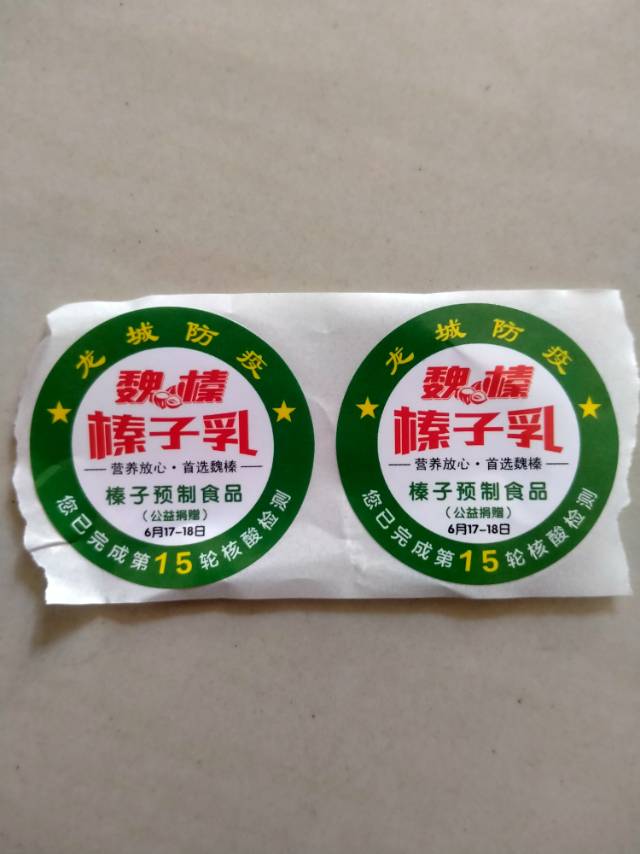 龙城防疫
魏榛
榛子乳
营养放心·首选魏榛
榛子预制食品
(公益捐赠)
6月17-18日
您已完成第15轮核酸检测
龙城防疫
魏榛
榛子乳
营养放心·首选魏榛
榛子预制食品
(公益捐赠)
6月17-18日
您已完成第15轮核酸检测